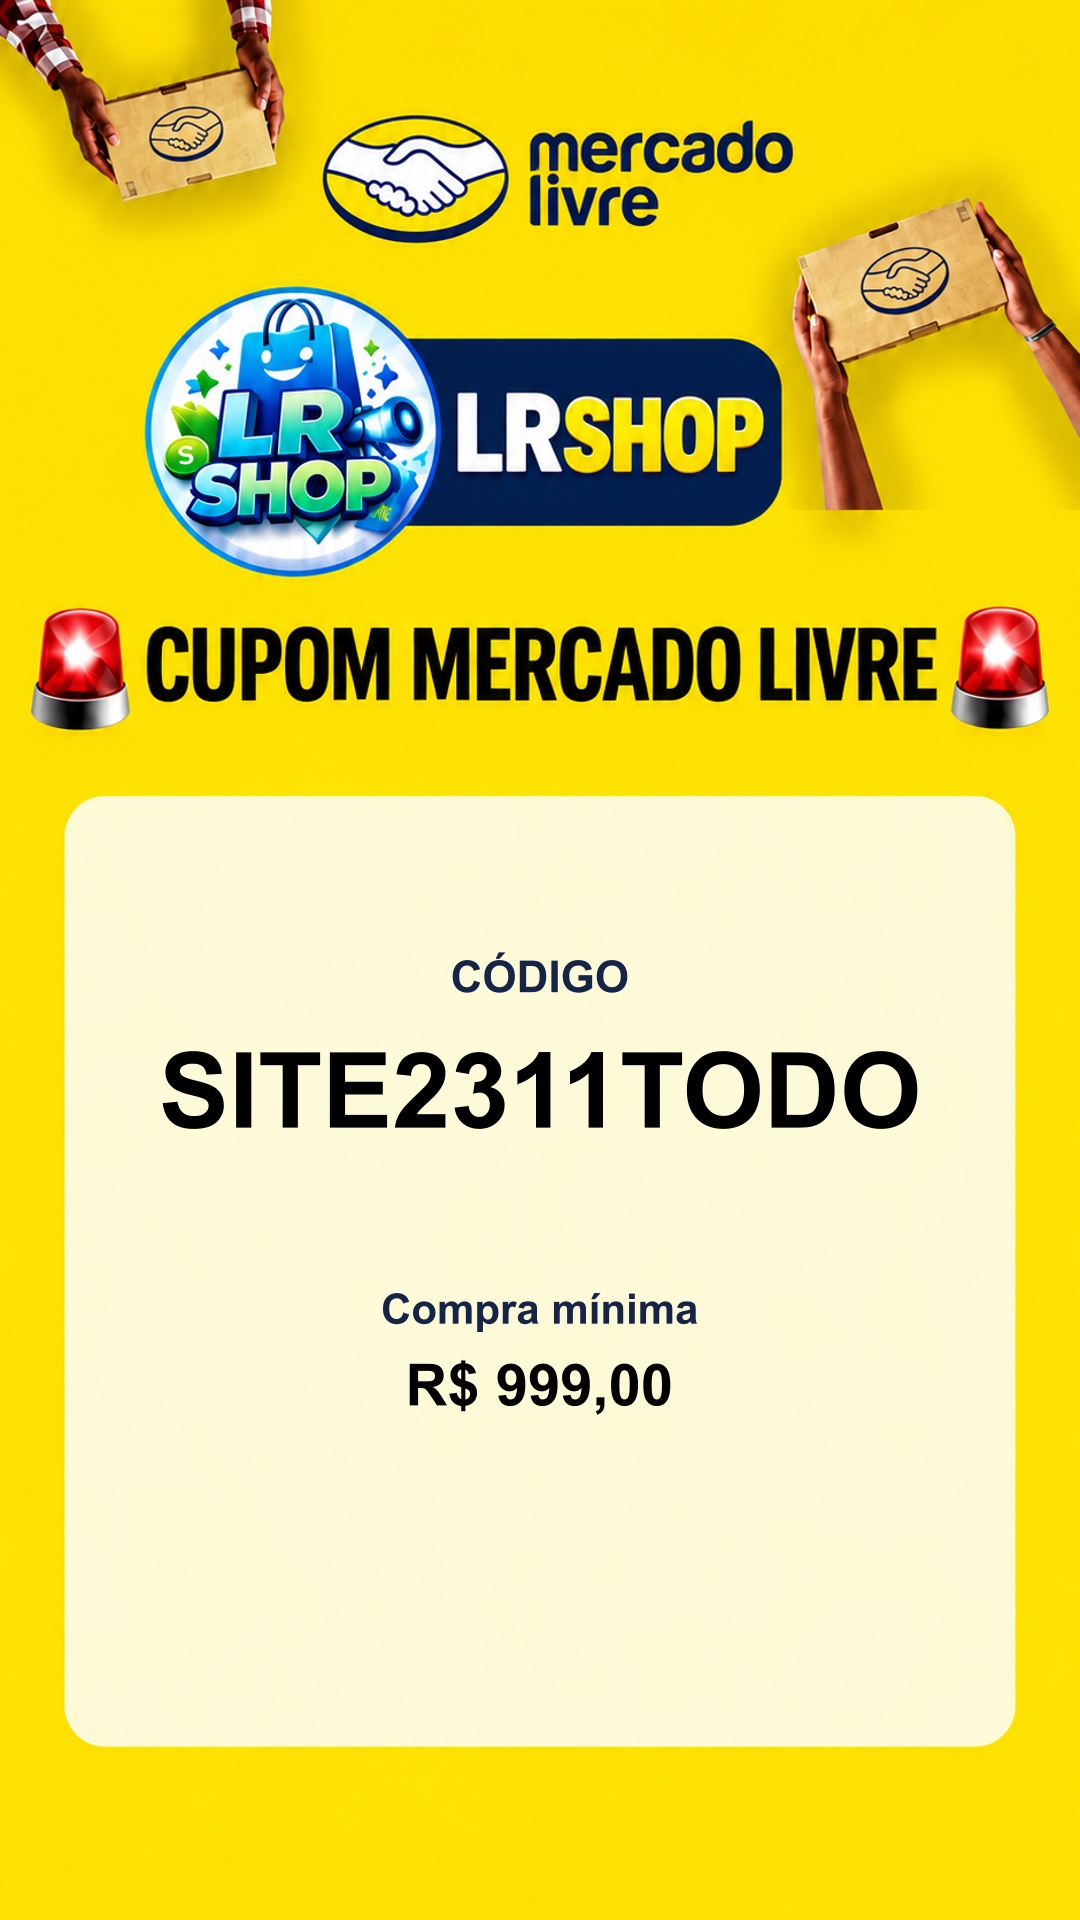 mercado
livre
LR
SHOP
LRSHOP
CUPOM MERCADO LIVRE
CÓDIGO
SITE2311TODO
Compra mínima
R$ 999,00